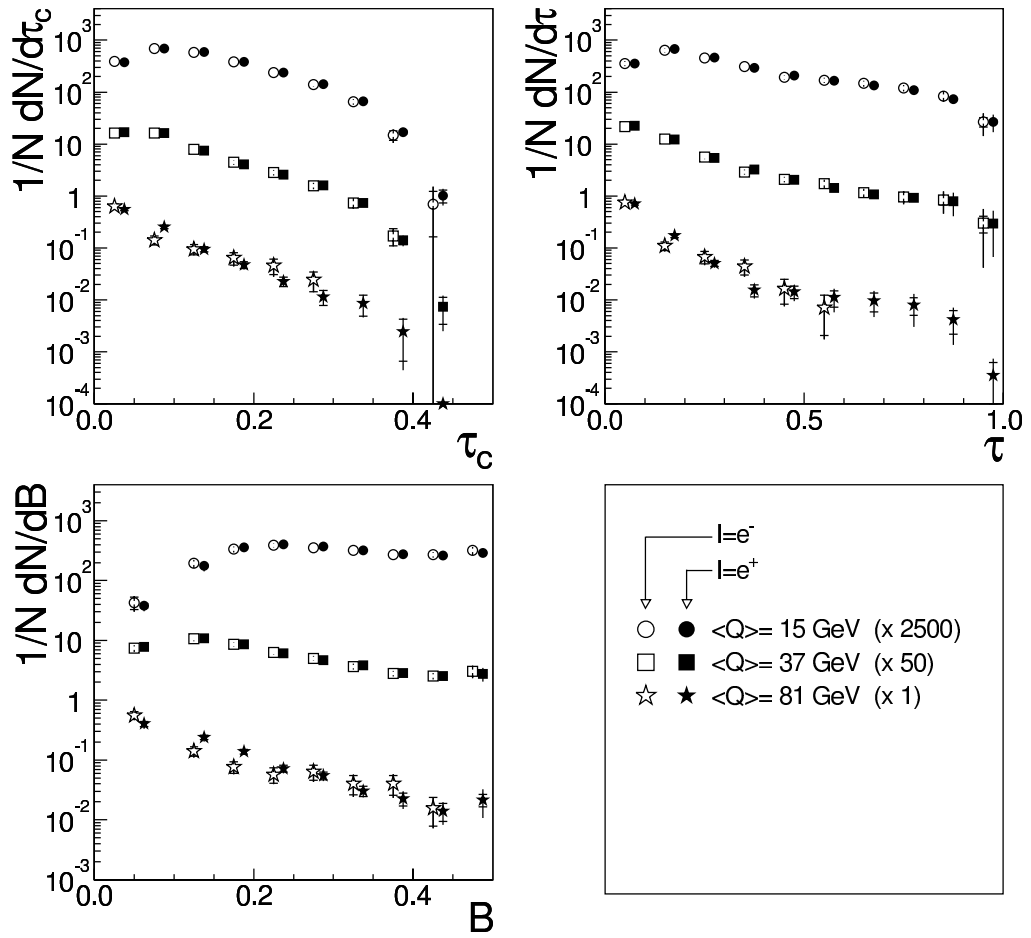 1/N dN/dτc
10³
10²
10
1
10⁻¹
10⁻²
10⁻³
10⁻⁴
0.0 0.2 0.4
τc
1/N dN/dτ
10³
10²
10
1
10⁻¹
10⁻²
10⁻³
10⁻⁴
0.0 0.5 1.0
τ
1/N dN/dB
10³
10²
10
1
10⁻¹
10⁻²
10⁻³
0.0 0.2 0.4
B
l=e⁻
l=e⁺
<Q>= 15 GeV (x 2500)
<Q>= 37 GeV (x 50)
<Q>= 81 GeV (x 1)